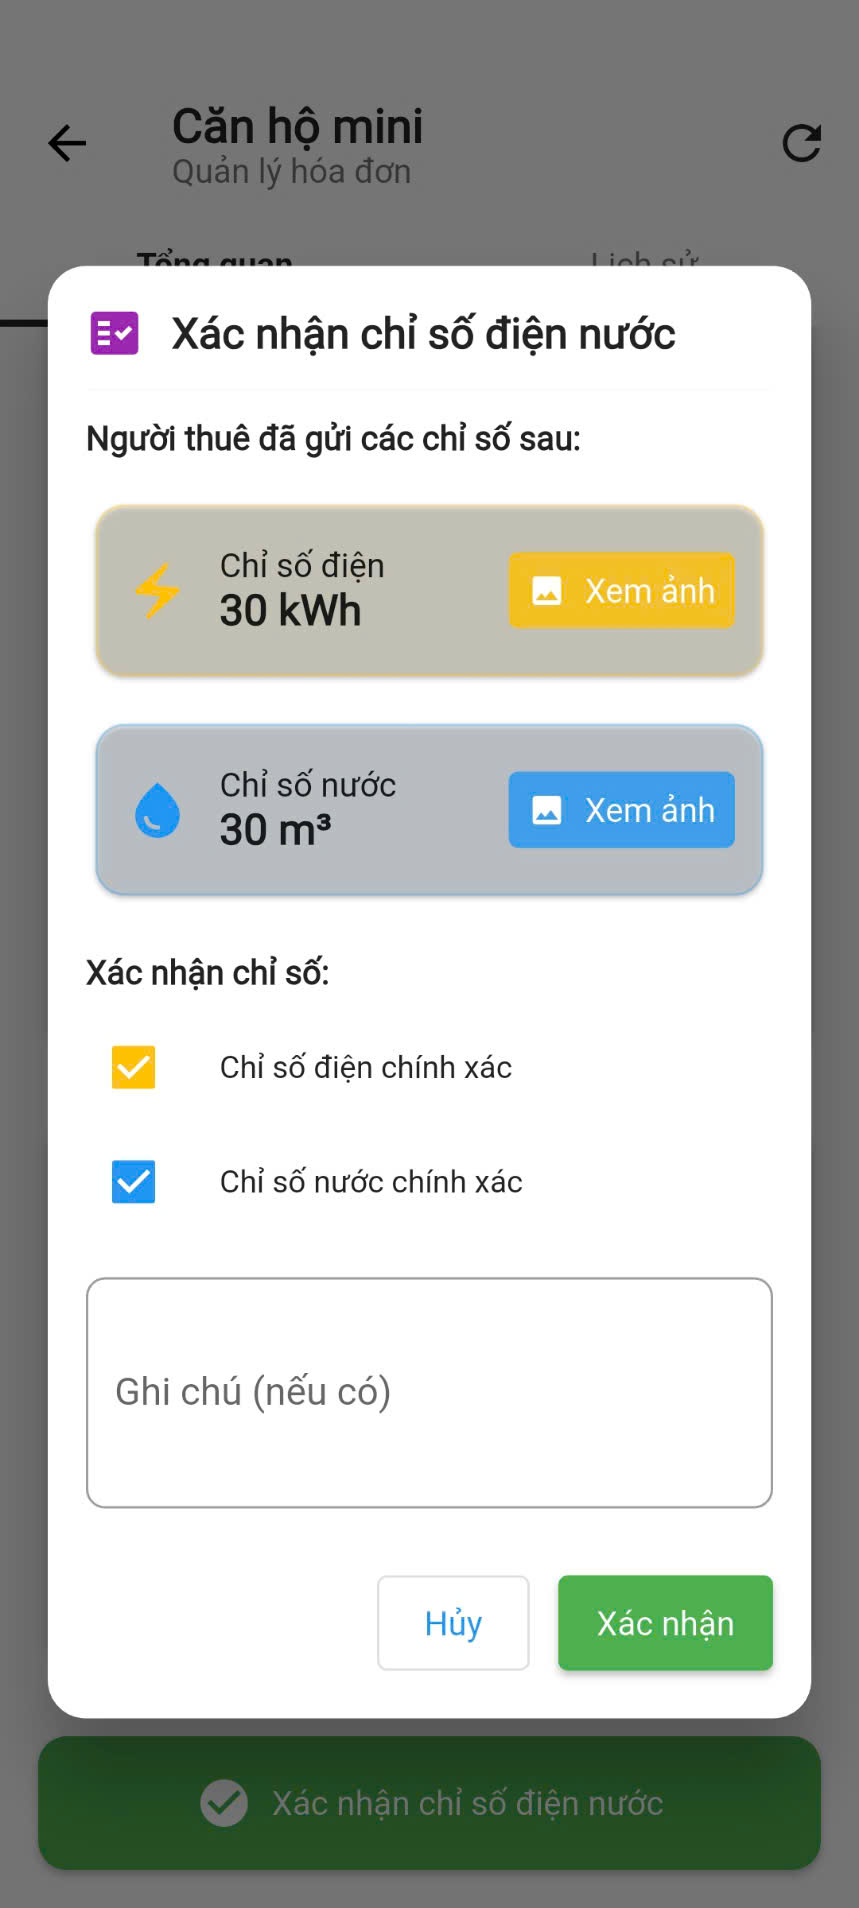 Căn hộ mini
Quản lý hóa đơn
Tổng quan
Lịch sử
Xác nhận chỉ số điện nước
Người thuê đã gửi các chỉ số sau:
Chỉ số điện
30 kWh
Xem ảnh
Chỉ số nước
30 m³
Xem ảnh
Xác nhận chỉ số:
Chỉ số điện chính xác
Chỉ số nước chính xác
Ghi chú (nếu có)
Hủy
Xác nhận
Xác nhận chỉ số điện nước